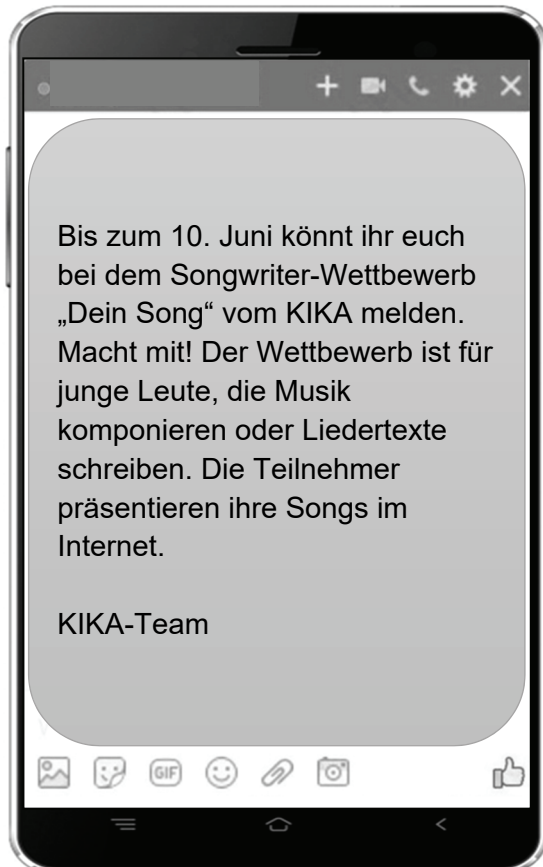 Bis zum 10. Juni könnt ihr euch
bei dem Songwriter-Wettbewerb
„Dein Song“ vom KIKA melden.
Macht mit! Der Wettbewerb ist für
junge Leute, die Musik
komponieren oder Liedertexte
schreiben. Die Teilnehmer
präsentieren ihre Songs im
Internet.
KIKA-Team
GIF